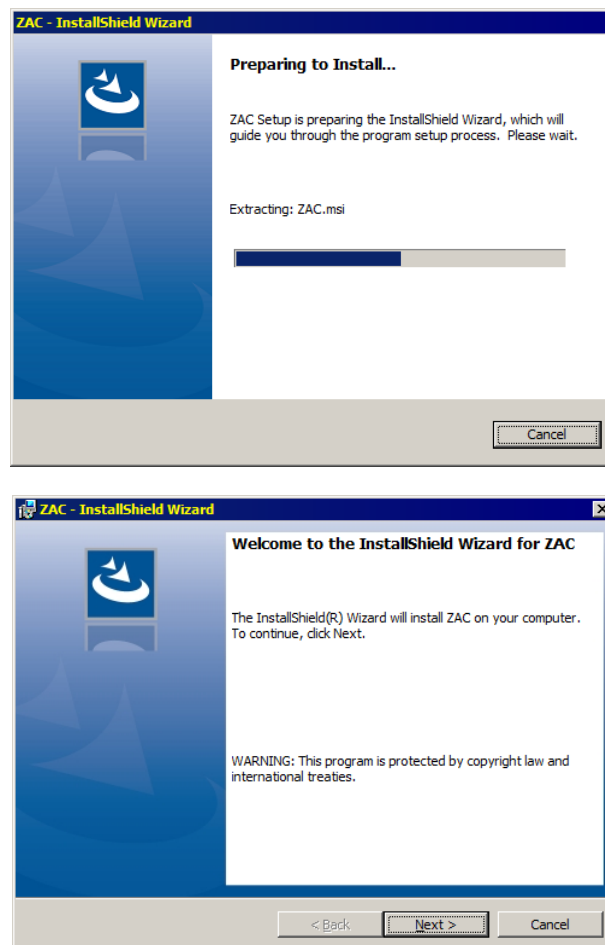 ZAC - InstallShield Wizard
Preparing to Install...
ZAC Setup is preparing the InstallShield Wizard, which will
guide you through the program setup process.  Please wait.
Extracting: ZAC.msi
Cancel
ZAC - InstallShield Wizard
Welcome to the InstallShield Wizard for ZAC
The InstallShield(R) Wizard will install ZAC on your computer.
To continue, click Next.
WARNING: This program is protected by copyright law and
international treaties.
< Back Next > Cancel